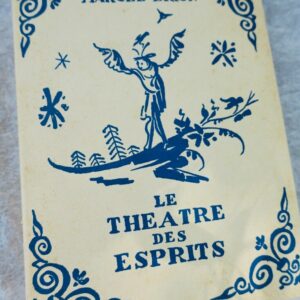 LE
THEATRE
DES
ESPRITS